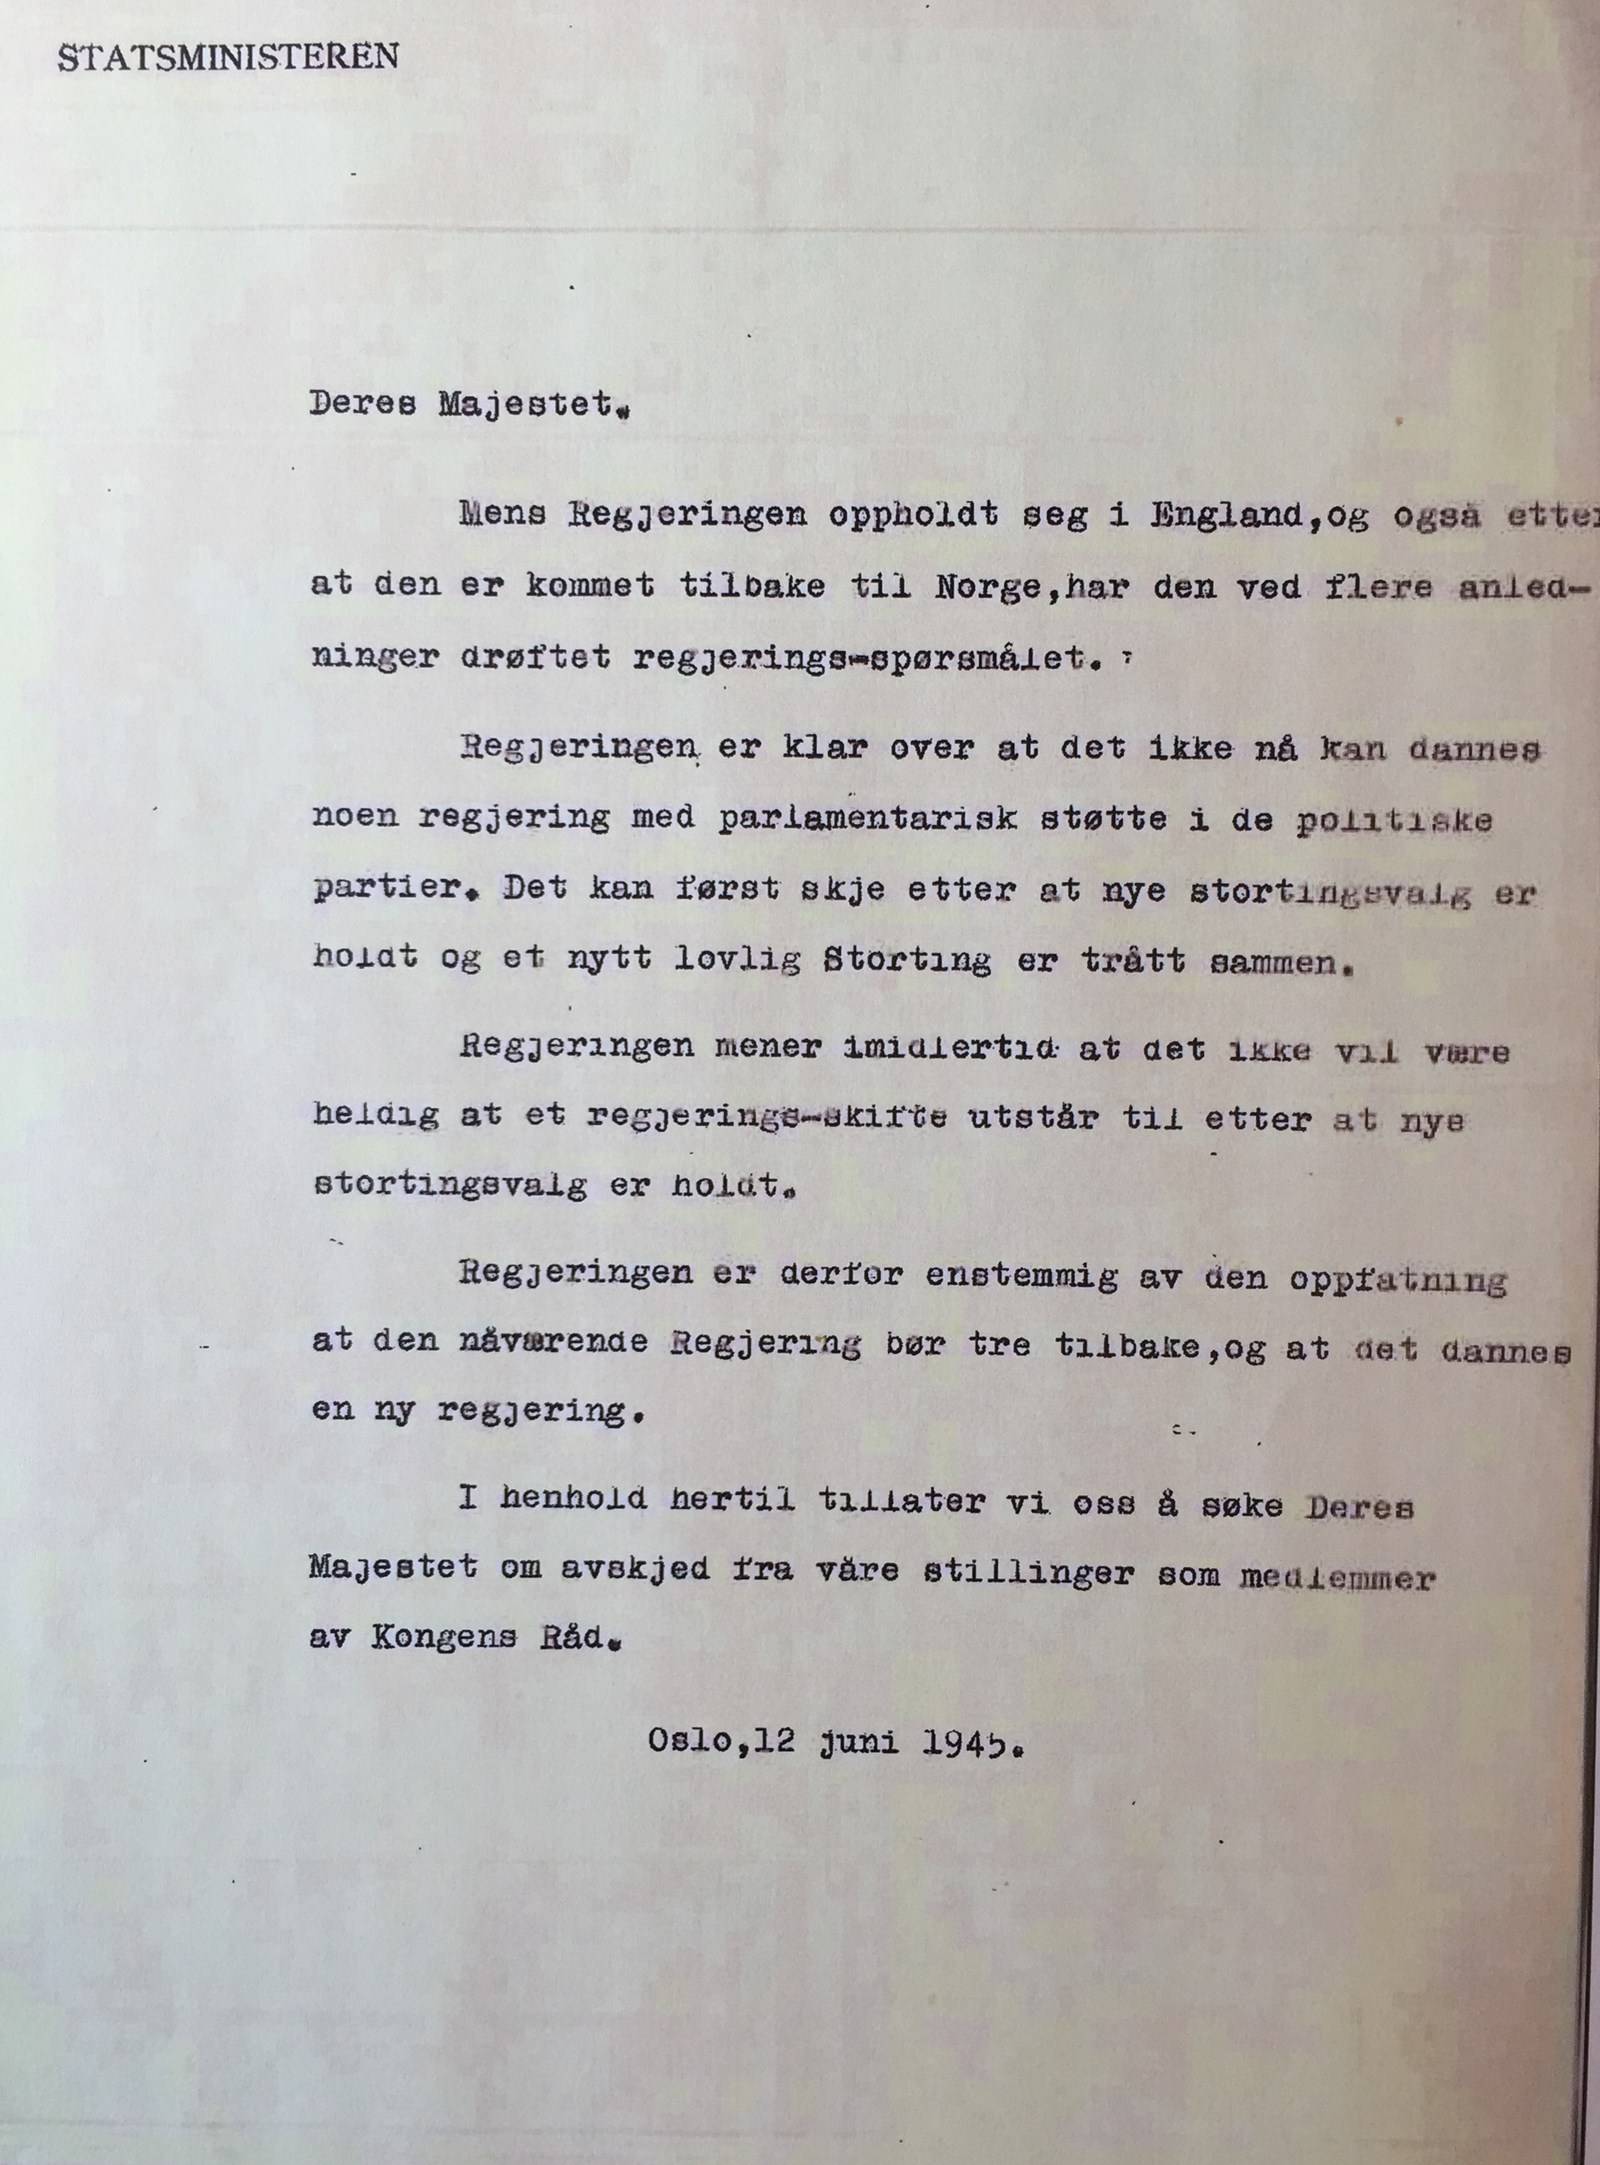 STATSMINISTEREN
Deres Majestet.
Mens Regjeringen oppholdt seg i England,og også etter
at den er kommet tilbake til Norge,har den ved flere anled-
ninger drøftet regjerings-spørsmålet.
Regjeringen er klar over at det ikke nå kan dannes
noen regjering med parlamentarisk støtte i de politiske
partier. Det kan først skje etter at nye stortingsvalg er
holdt og et nytt lovlig Storting er trått sammen.
Regjeringen mener imidlertid at det ikke vil være
heldig at et regjerings-skifte utstår til etter at nye
stortingsvalg er holdt.
Regjeringen er derfor enstemmig av den oppfatning
at den nåværende Regjering bør tre tilbake,og at det dannes
en ny regjering.
I henhold hertil tillater vi oss å søke Deres
Majestet om avskjed fra våre stillinger som medlemmer
av Kongens Råd.
Oslo,12 juni 1945.